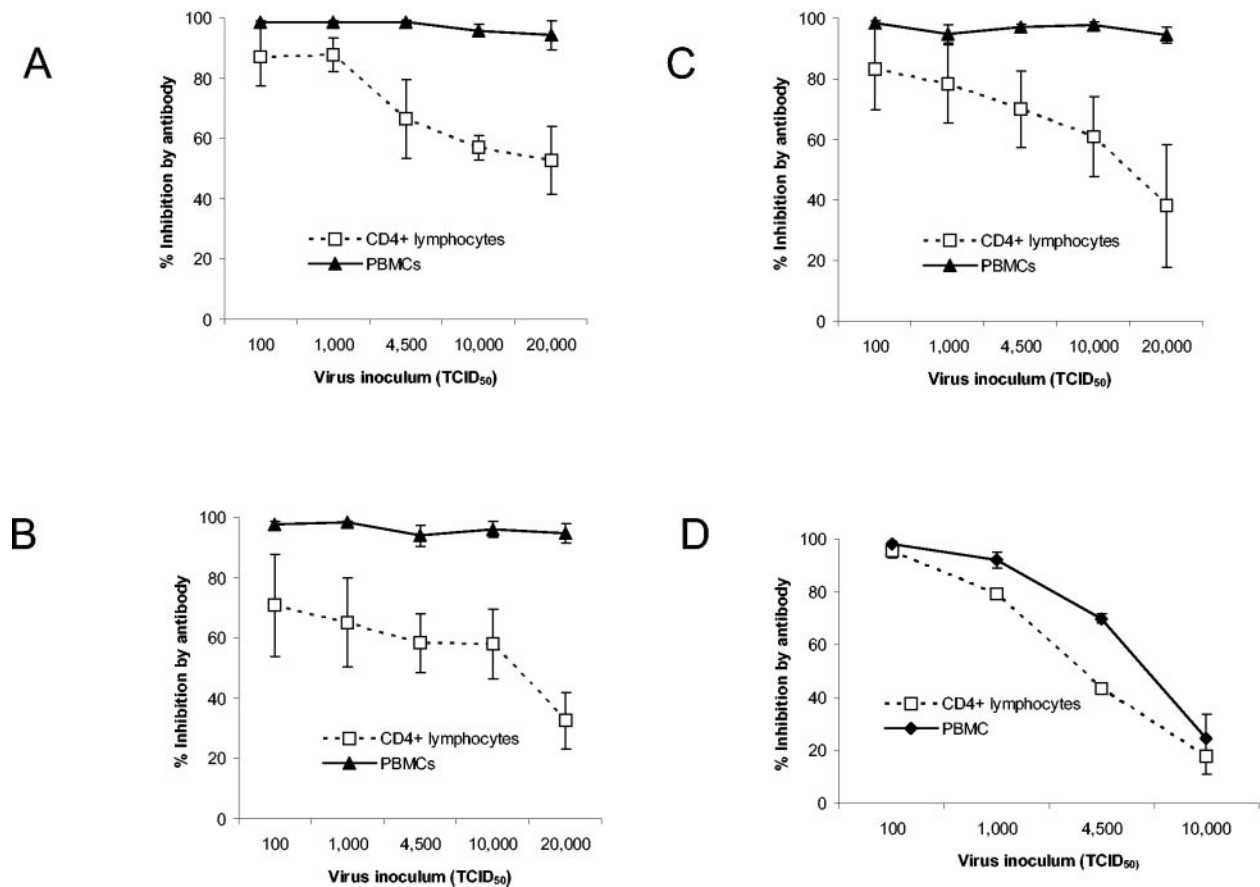 A
% Inhibition by antibody
100
80
60
40
20
0
CD4+ lymphocytes
PBMCs
100 1,000 4,500 10,000 20,000
Virus inoculum (TCID50)
C
% Inhibition by antibody
100
80
60
40
20
0
CD4+ lymphocytes
PBMCs
100 1,000 4,500 10,000 20,000
Virus inoculum (TCID50)
B
% Inhibition by antibody
100
80
60
40
20
0
CD4+ lymphocytes
PBMCs
100 1,000 4,500 10,000 20,000
Virus inoculum (TCID50)
D
% Inhibition by antibody
100
80
60
40
20
0
CD4+ lymphocytes
PBMC
100 1,000 4,500 10,000
Virus inoculum (TCID50)